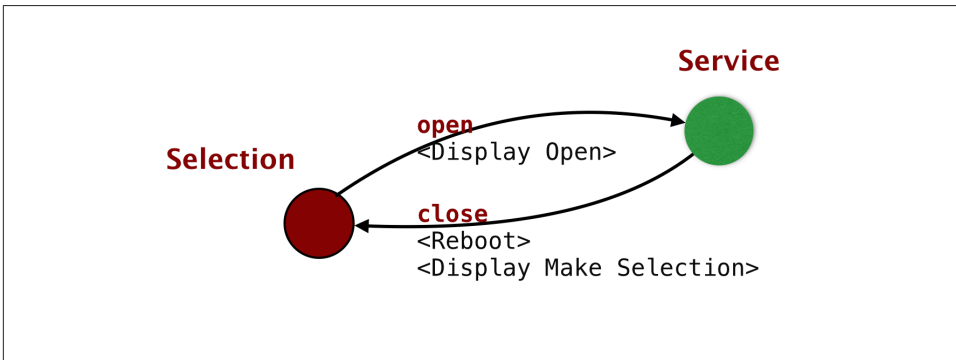 Service
open
<Display Open>
Selection
close
<Reboot>
<Display Make Selection>